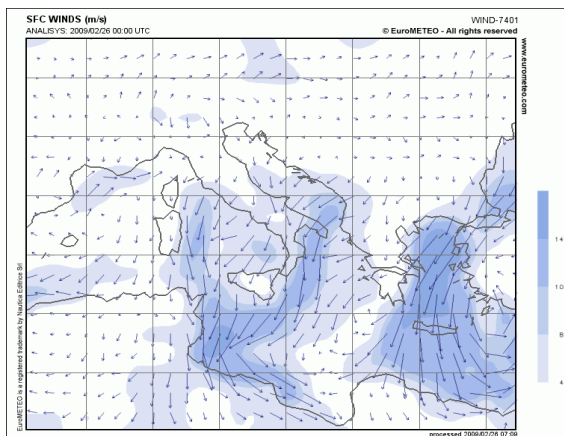 SFC WINDS (m/s)
WIND-7401
ANALISYS: 2009/02/26 00:00 UTC
© EuroMETEO - All rights reserved
www.eurometeo.com
EuroMETEO is a registered trademark by Nautica Editrice Srl
14
10
8
4
processed 2009/02/26 07:09